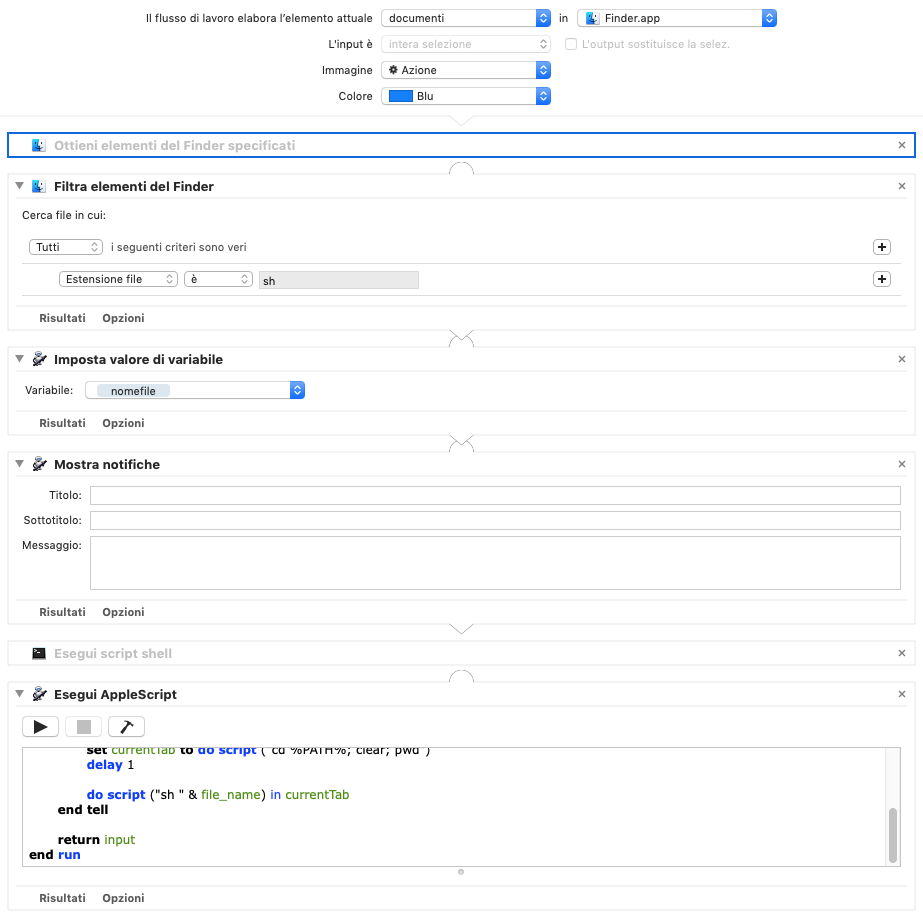 Il flusso di lavoro elabora l'elemento attuale documenti in Finder.app
L'input è intera selezione L'output sostituisce la selez.
Immagine Azione
Colore Blu
Ottieni elementi del Finder specificati
Filtra elementi del Finder
Cerca file in cui:
Tutti i seguenti criteri sono veri
Estensione file è sh
Risultati Opzioni
Imposta valore di variabile
Variabile: nomefile
Risultati Opzioni
Mostra notifiche
Titolo:
Sottotitolo:
Messaggio:
Risultati Opzioni
Esegui script shell
Esegui AppleScript
set currentTab to do script ("cd %PATH%; clear; pwd")
delay 1
do script ("sh " & file_name) in currentTab
end tell
return input
end run
Risultati Opzioni